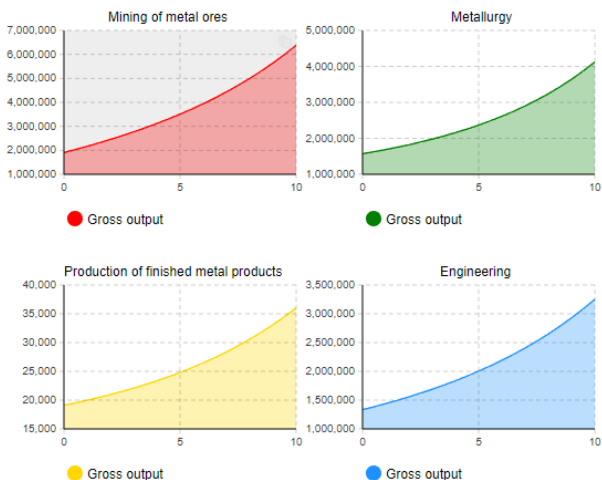 Mining of metal ores
7,000,000
6,000,000
5,000,000
4,000,000
3,000,000
2,000,000
1,000,000
0 5 10
Gross output
Metallurgy
5,000,000
4,000,000
3,000,000
2,000,000
1,000,000
0 5 10
Gross output
Production of finished metal products
40,000
35,000
30,000
25,000
20,000
15,000
0 5 10
Gross output
Engineering
3,500,000
3,000,000
2,500,000
2,000,000
1,500,000
1,000,000
0 5 10
Gross output